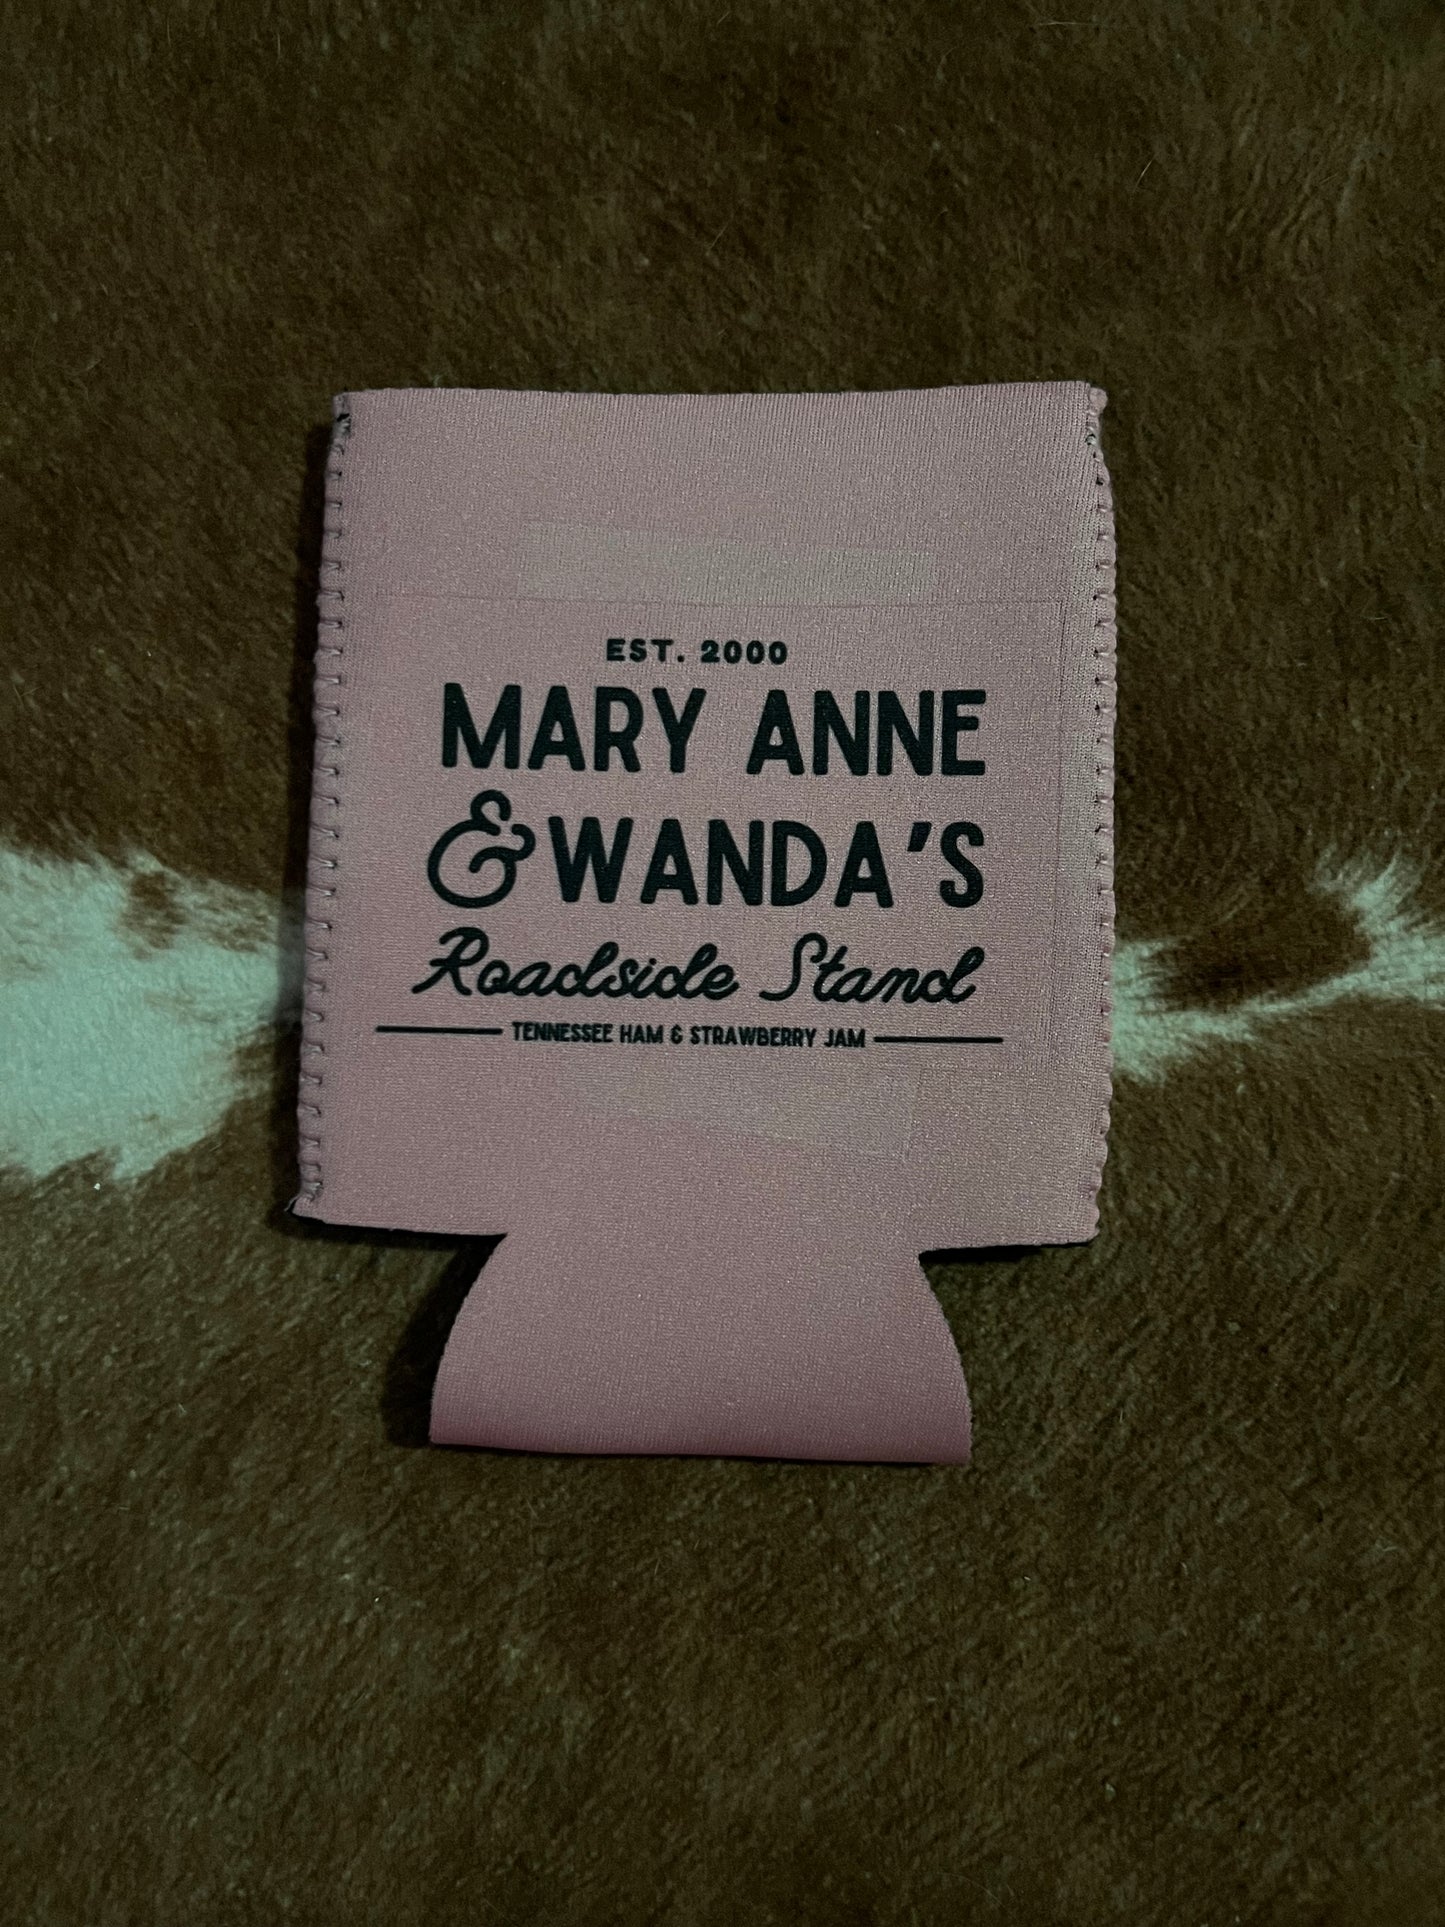 EST. 2000
MARY ANNE
& WANDA'S
Roadside Stand
TENNESSEE HAM & STRAWBERRY JAM